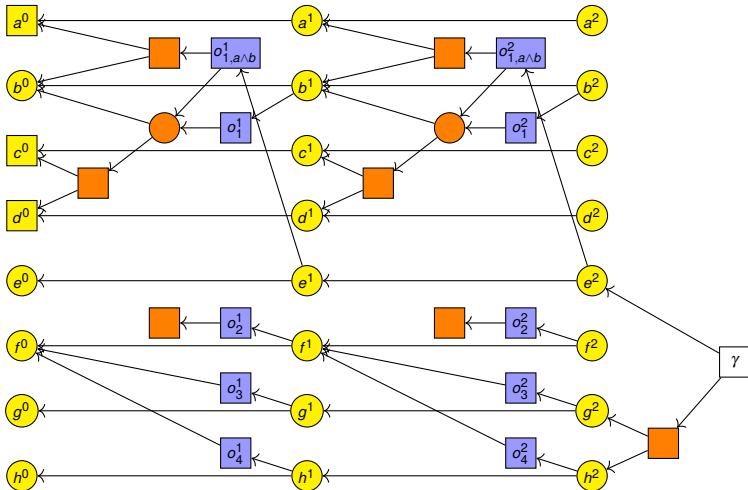 a⁰ a¹ a²
o¹₁,a∧b o²₁,a∧b
b⁰ b¹ b²
o¹₁ o²₁
c⁰ c¹ c²
d⁰ d¹ d²
e⁰ e¹ e²
o¹₂ o²₂
f⁰ f¹ f²
γ
o¹₃ o²₃
g⁰ g¹ g²
o¹₄ o²₄
h⁰ h¹ h²